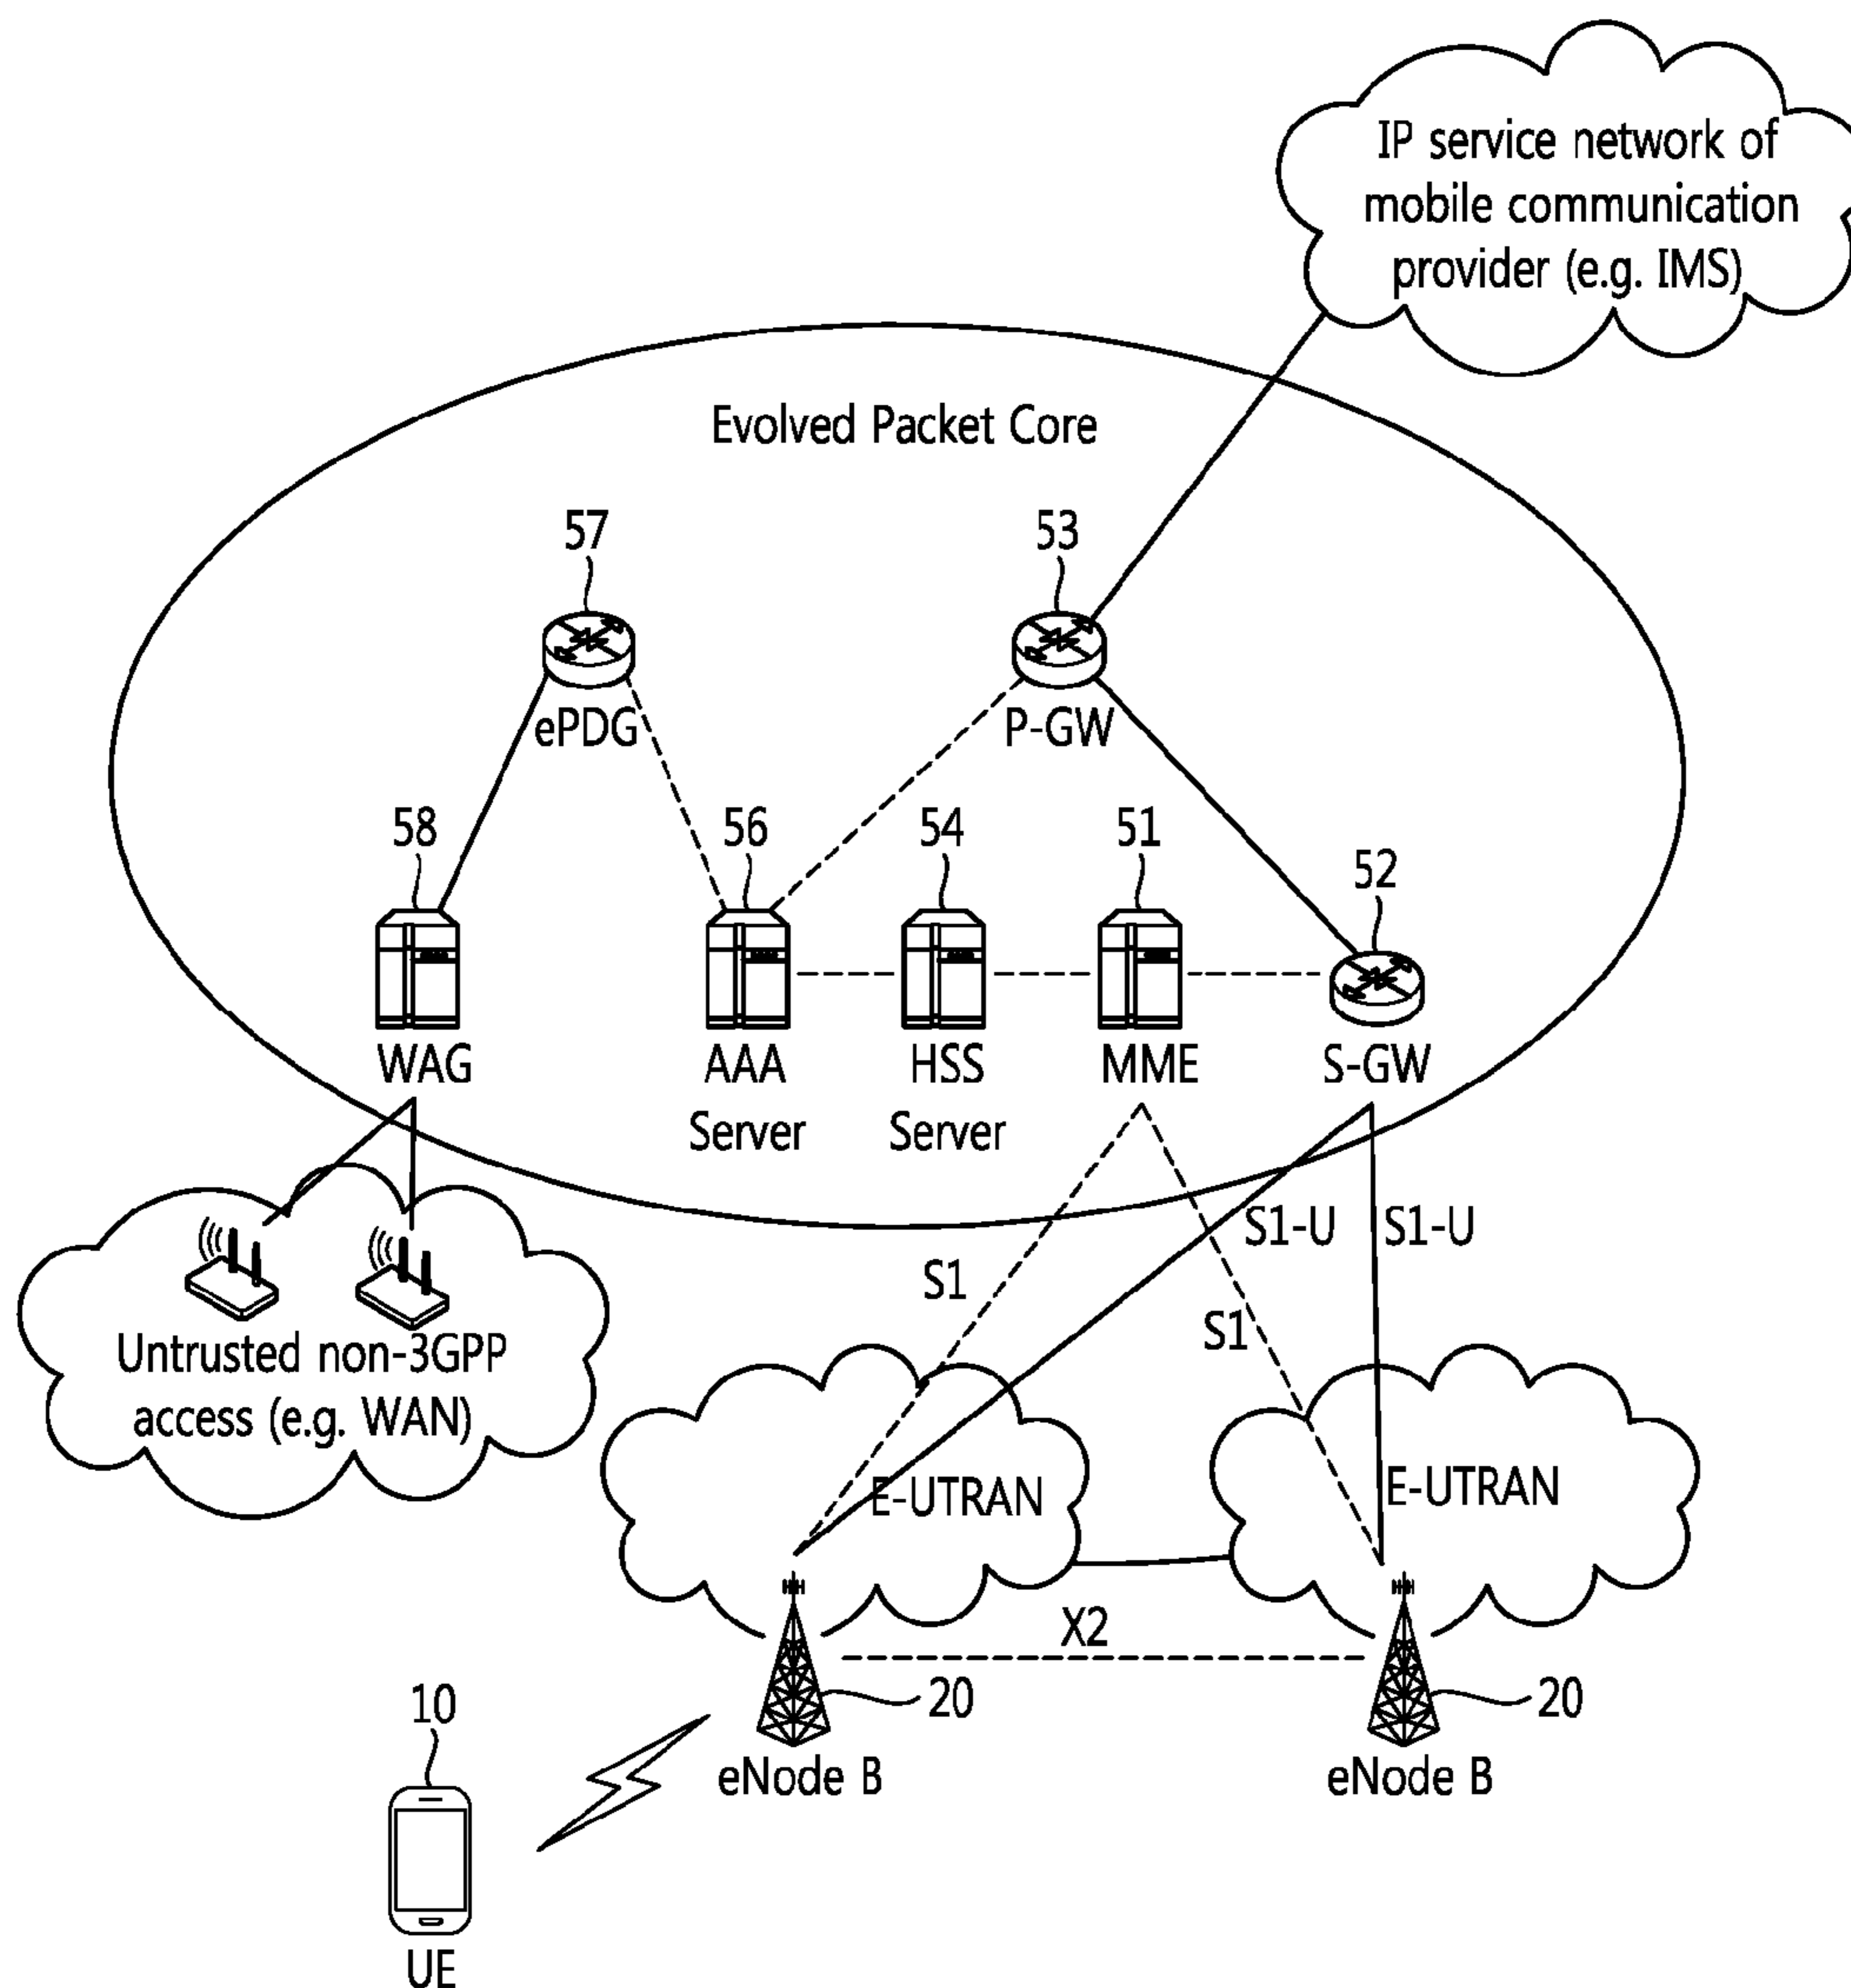 IP service network of
mobile communication
provider (e.g. IMS)
Evolved Packet Core
57
53
ePDG
P-GW
58
56
54
51
52
WAG
AAA
Server
HSS
Server
MME
S-GW
S1-U
S1-U
S1
S1
Untrusted non-3GPP
access (e.g. WAN)
E-UTRAN
E-UTRAN
X2
20
20
10
eNode B
eNode B
UE